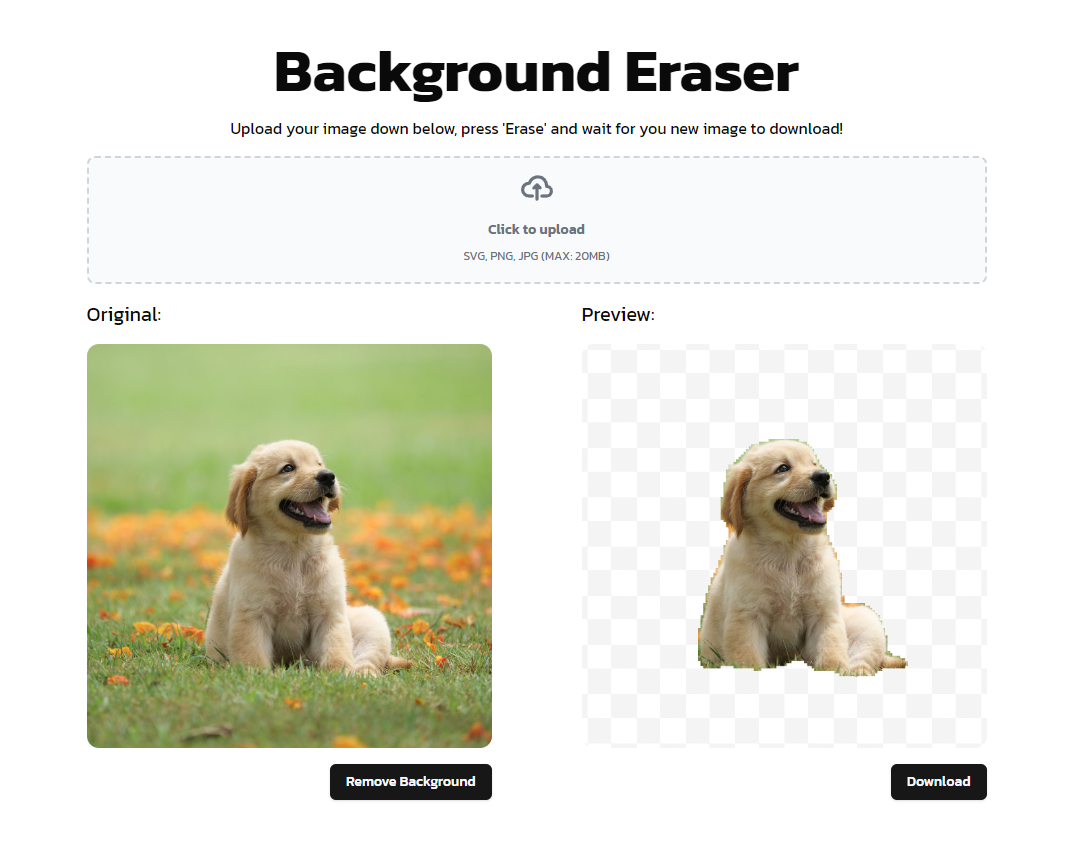 Background Eraser
Upload your image down below, press 'Erase' and wait for you new image to download!
Click to upload
SVG, PNG, JPG (MAX: 20MB)
Original:
Preview:
Remove Background
Download